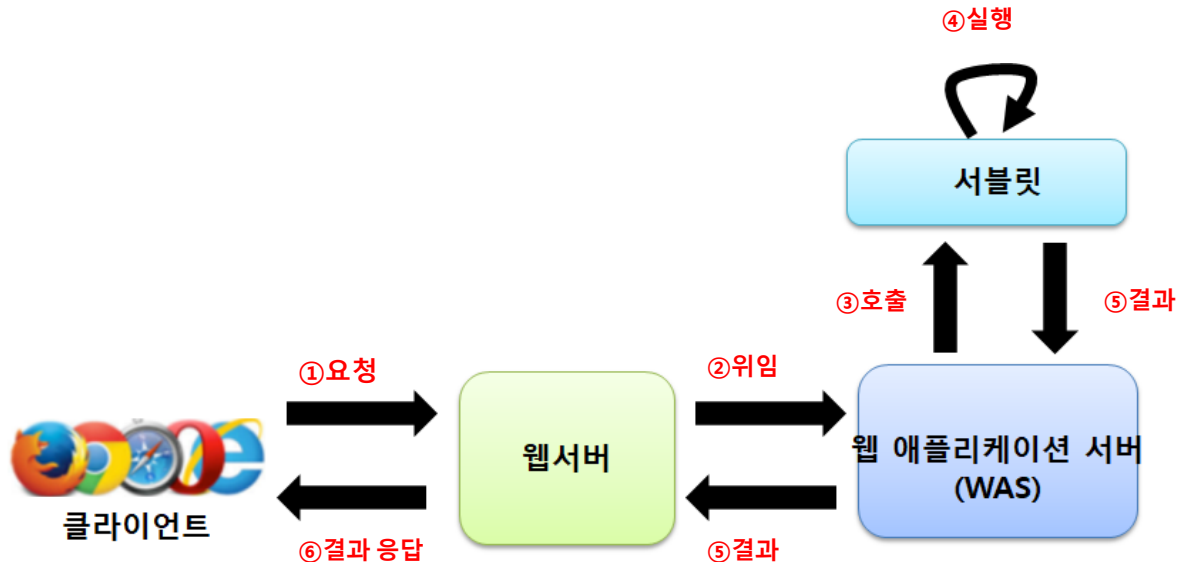 ④실행
서블릿
③호출
⑤결과
①요청
②위임
웹서버
웹 애플리케이션 서버
(WAS)
클라이언트
⑥결과 응답
⑤결과